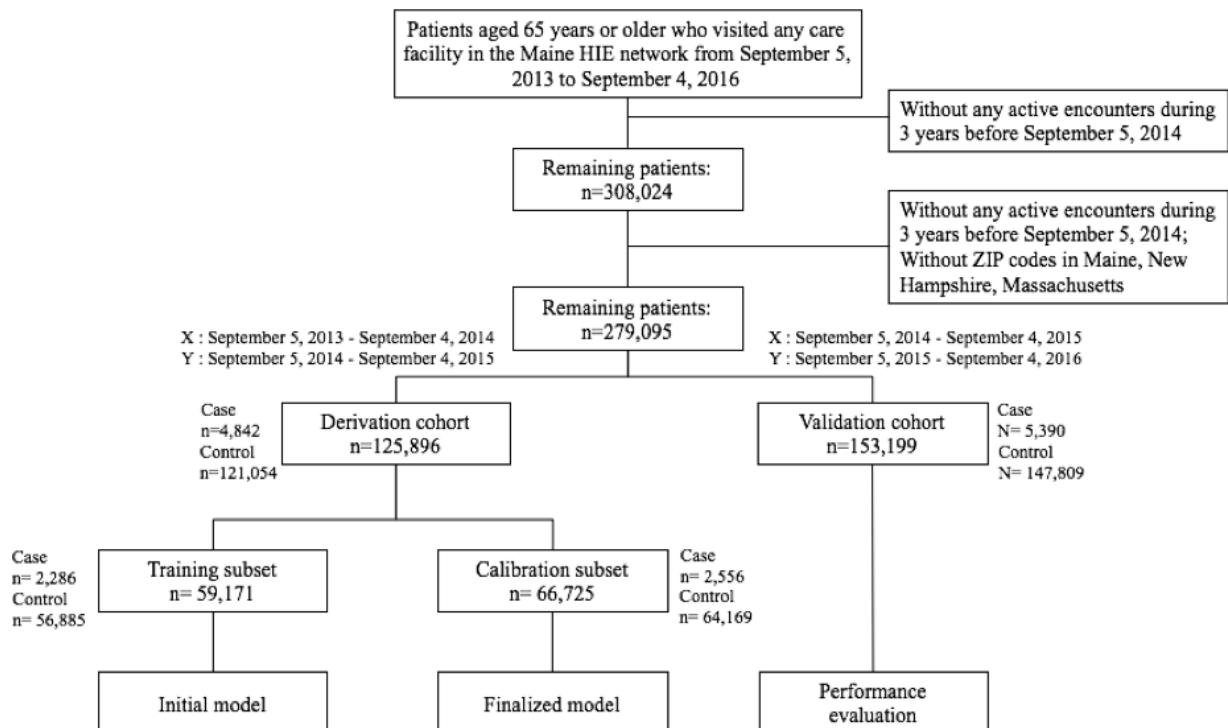 Patients aged 65 years or older who visited any care
facility in the Maine HIE network from September 5,
2013 to September 4, 2016
Without any active encounters during
3 years before September 5, 2014
Remaining patients:
n=308,024
Without any active encounters during
3 years before September 5, 2014;
Without ZIP codes in Maine, New
Hampshire, Massachusetts
Remaining patients:
n=279,095
X : September 5, 2013 - September 4, 2014
Y : September 5, 2014 - September 4, 2015
X : September 5, 2014 - September 4, 2015
Y : September 5, 2015 - September 4, 2016
Case
n=4,842
Control
n=121,054
Derivation cohort
n=125,896
Validation cohort
n=153,199
Case
N= 5,390
Control
N= 147,809
Case
n= 2,286
Control
n= 56,885
Training subset
n= 59,171
Calibration subset
n= 66,725
Case
n= 2,556
Control
n= 64,169
Initial model
Finalized model
Performance
evaluation